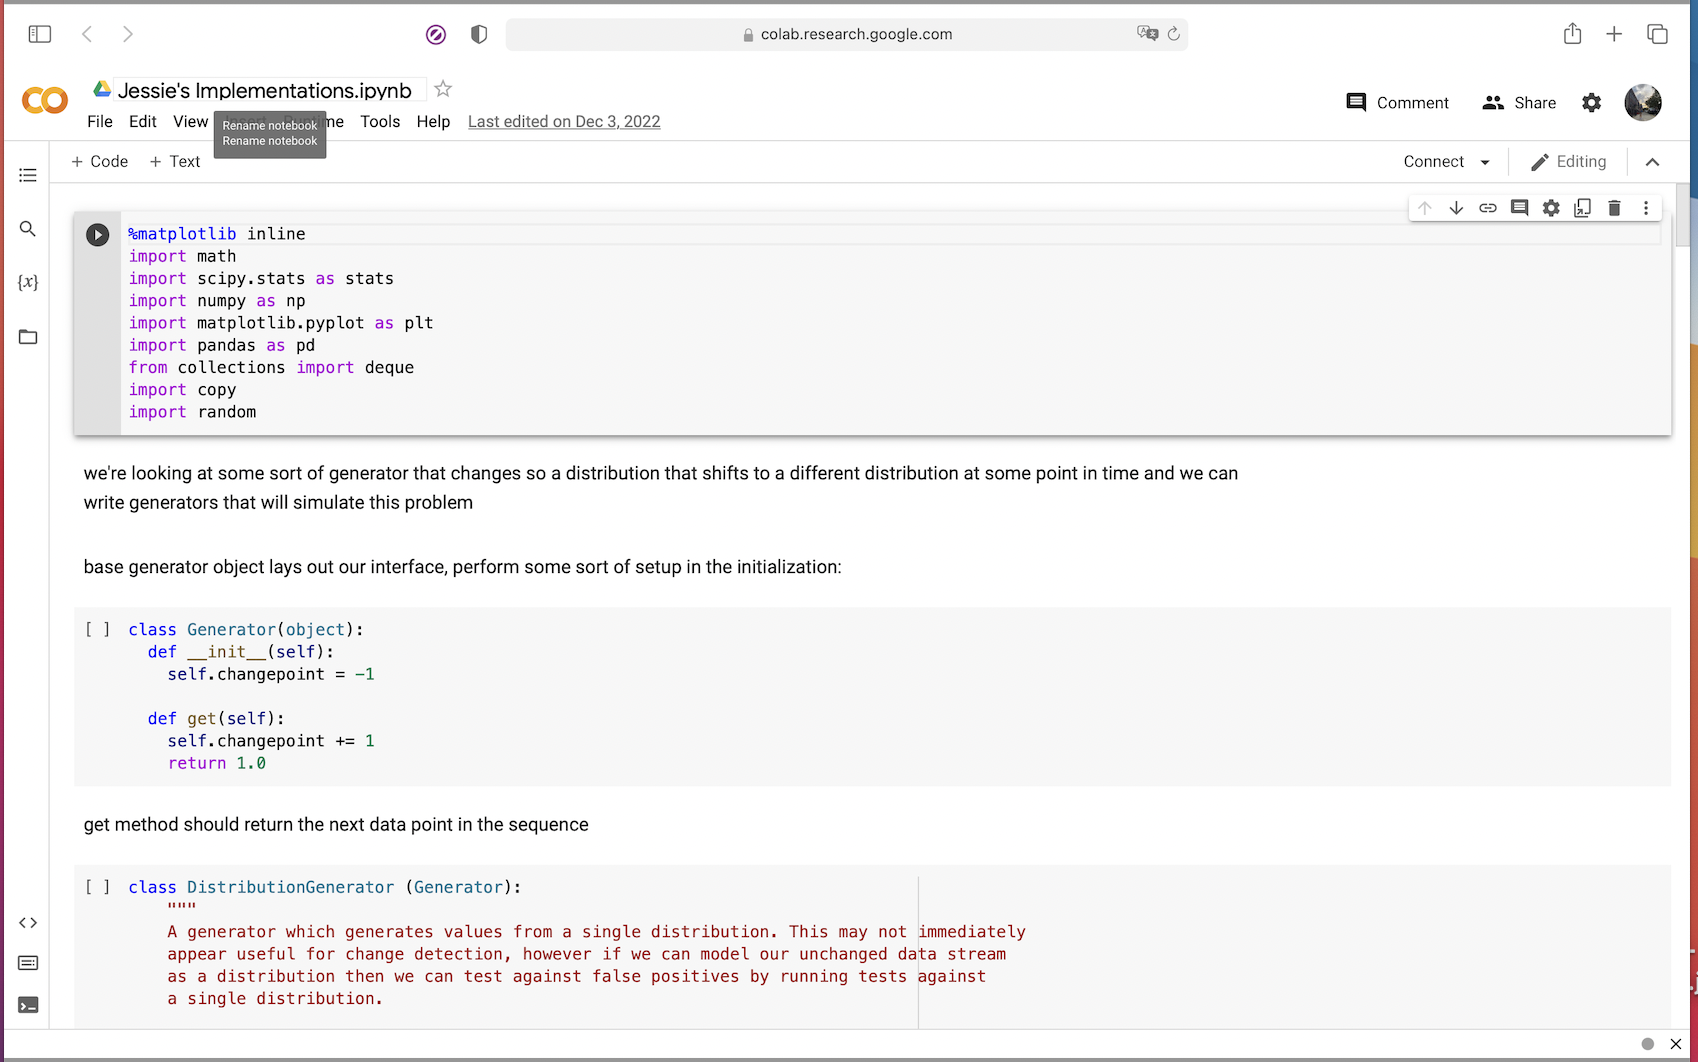 colab.research.google.com
Jessie's Implementations.ipynb
Comment
Share
File Edit View Insert Runtime Tools Help Last edited on Dec 3, 2022
Rename notebook
Rename notebook
+ Code + Text
Connect
Editing
%matplotlib inline
import math
import scipy.stats as stats
import numpy as np
import matplotlib.pyplot as plt
import pandas as pd
from collections import deque
import copy
import random
we're looking at some sort of generator that changes so a distribution that shifts to a different distribution at some point in time and we can
write generators that will simulate this problem
base generator object lays out our interface, perform some sort of setup in the initialization:
[ ] class Generator(object):
def __init__(self):
self.changepoint = -1
def get(self):
self.changepoint += 1
return 1.0
get method should return the next data point in the sequence
[ ] class DistributionGenerator (Generator):
"""
A generator which generates values from a single distribution. This may not immediately
appear useful for change detection, however if we can model our unchanged data stream
as a distribution then we can test against false positives by running tests against
a single distribution.